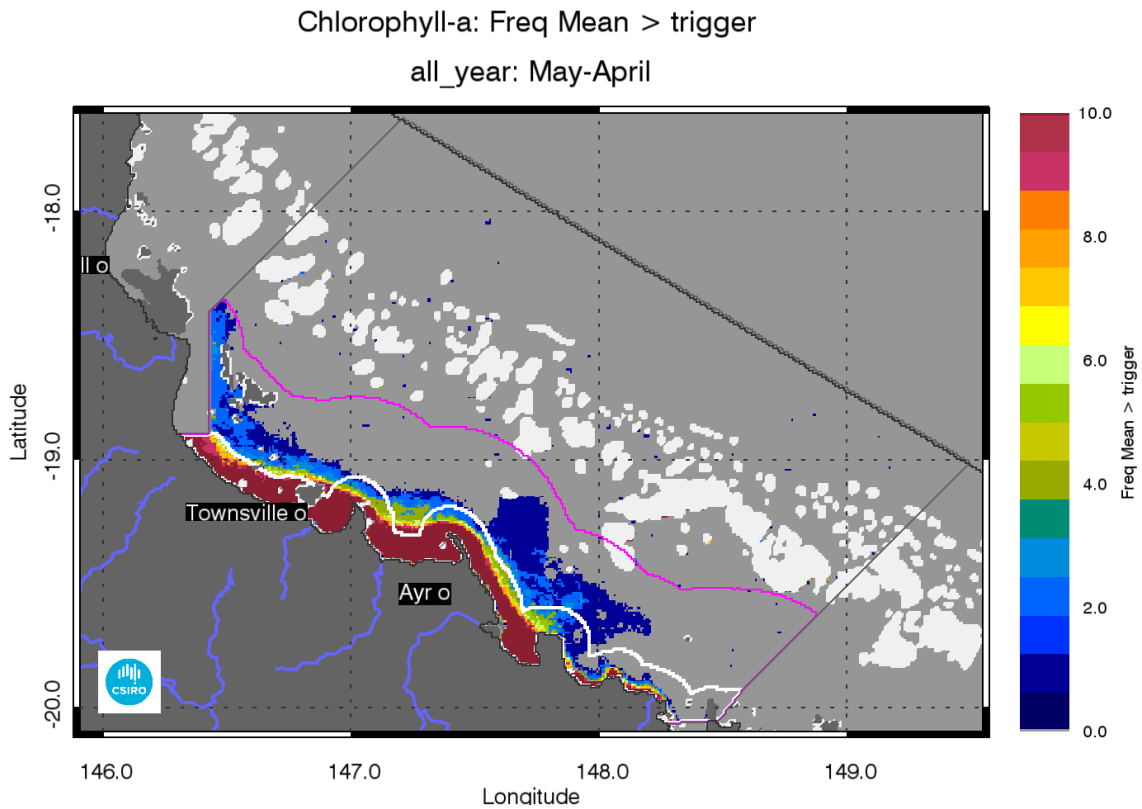 Chlorophyll-a: Freq Mean > trigger
all_year: May-April
10.0
-18.0
8.0
ll o
6.0
Freq Mean > trigger
Latitude
-19.0
Townsville o
4.0
Ayr o
2.0
CSIRO
-20.0
0.0
146.0 147.0 148.0 149.0
Longitude